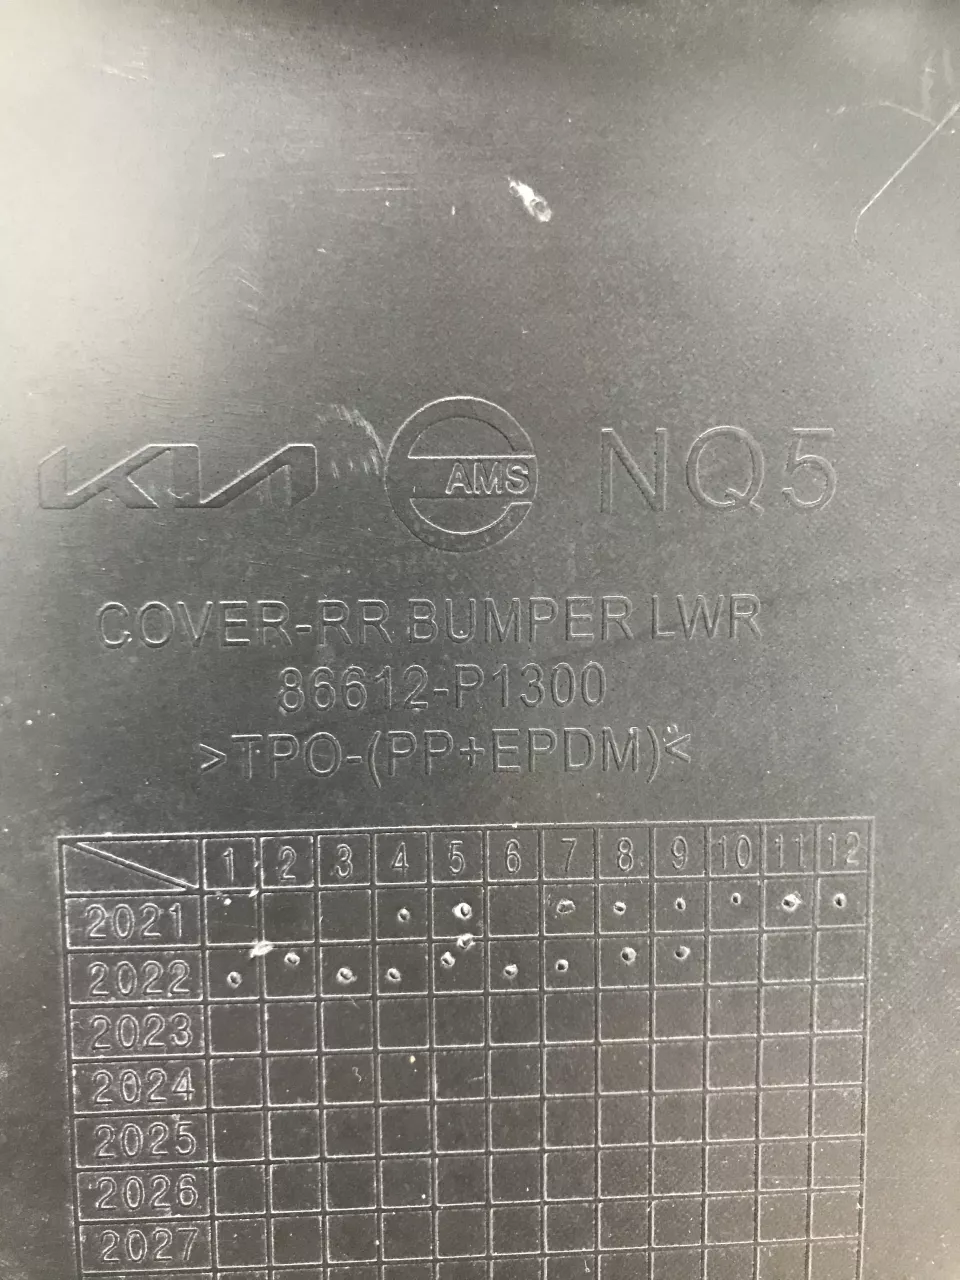 KIA AMS NQ5
COVER-RR BUMPER LWR
86612-P1300
>TPO-(PP+EPDM)<
1 2 3 4 5 6 7 8 9 10 11 12
2021
2022
2023
2024
2025
2026
2027